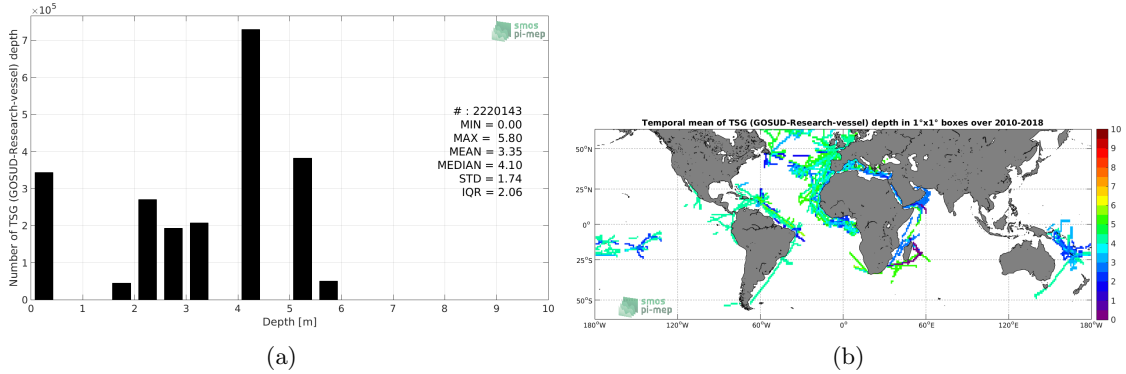 ×10⁵
7
6
5
4
3
2
1
0
Number of TSG (GOSUD-Research-vessel) depth
smos
pi-mep
# : 2220143
MIN = 0.00
MAX = 5.80
MEAN = 3.35
MEDIAN = 4.10
STD = 1.74
IQR = 2.06
0 1 2 3 4 5 6 7 8 9 10
Depth [m]
(a)
Temporal mean of TSG (GOSUD-Research-vessel) depth in 1°x1° boxes over 2010-2018
50°N
25°N
0°
25°S
50°S
smos
pi-mep
180°W 120°W 60°W 0° 60°E 120°E 180°W
10
9
8
7
6
5
4
3
2
1
0
(b)